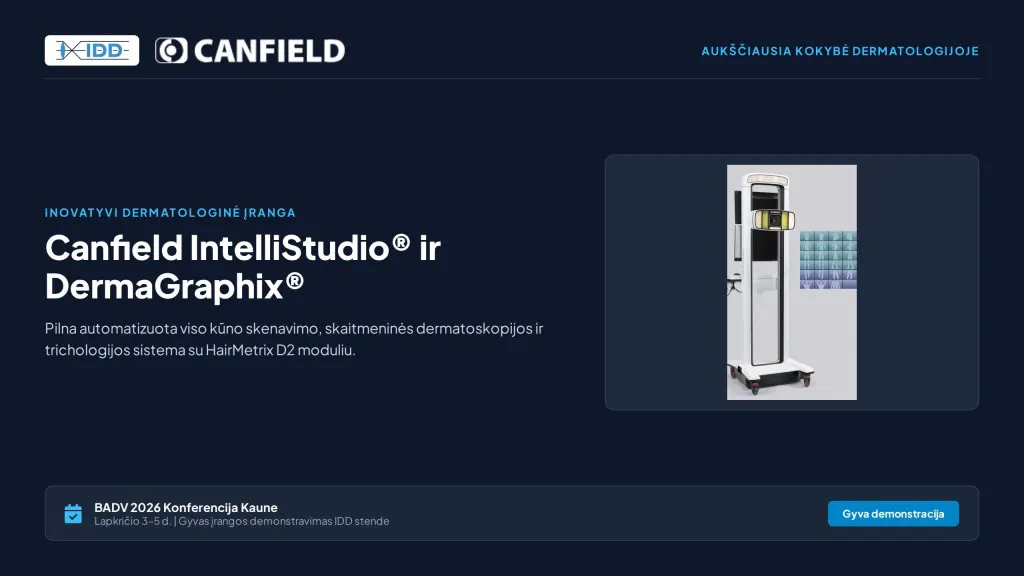 IDD
CANFIELD
AUKŠČIAUSIA KOKYBĖ DERMATOLOGIJOJE
INOVATYVI DERMATOLOGINĖ ĮRANGA
Canfield IntelliStudio® ir
DermaGraphix®
Pilna automatizuota viso kūno skenavimo, skaitmeninės dermatoskopijos ir
trichologijos sistema su HairMetrix D2 moduliu.
BADV 2026 Konferencija Kaune
Lapkričio 3–5 d. | Gyvas įrangos demonstravimas IDD stende
Gyva demonstracija